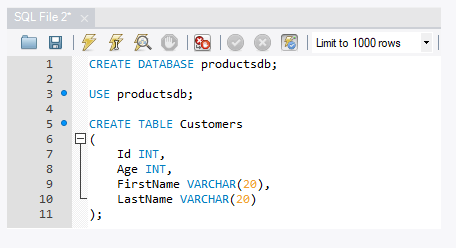 SQL File 2*
Limit to 1000 rows
1 CREATE DATABASE productsdb;
2
3 USE productsdb;
4
5 CREATE TABLE Customers
6 (
7 Id INT,
8 Age INT,
9 FirstName VARCHAR(20),
10 LastName VARCHAR(20)
11 );